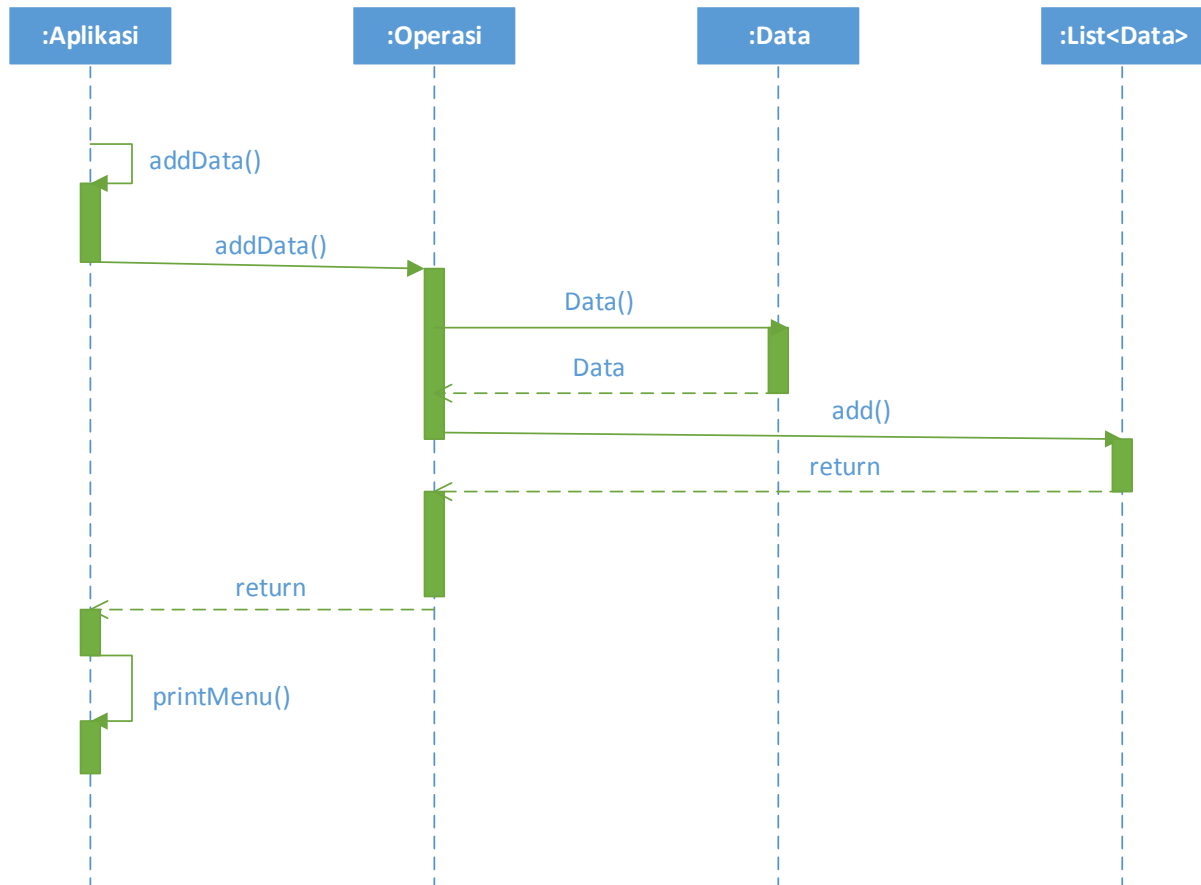 :Aplikasi
:Operasi
:Data
:List<Data>
addData()
addData()
Data()
Data
add()
return
return
printMenu()